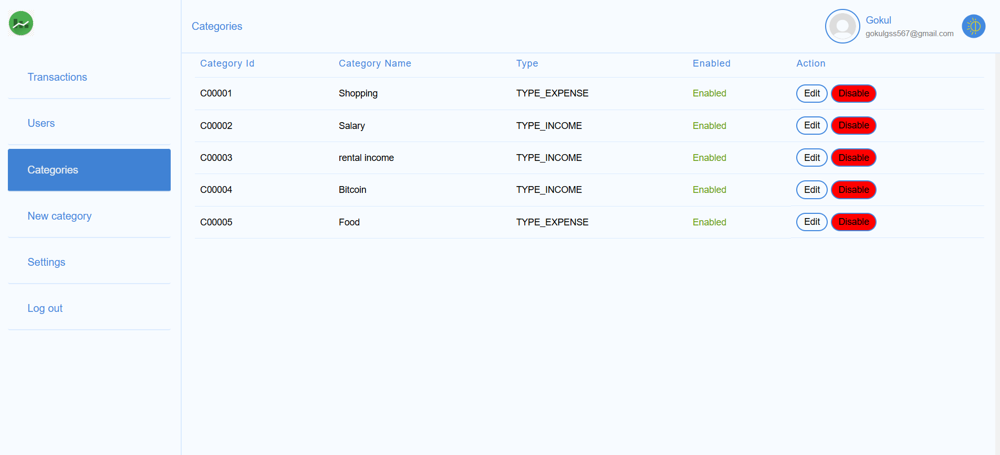 Categories
Gokul
gokulgss567@gmail.com
Transactions
Users
Categories
New category
Settings
Log out
Category Id Category Name Type Enabled Action
C00001 Shopping TYPE_EXPENSE Enabled Edit Disable
C00002 Salary TYPE_INCOME Enabled Edit Disable
C00003 rental income TYPE_INCOME Enabled Edit Disable
C00004 Bitcoin TYPE_INCOME Enabled Edit Disable
C00005 Food TYPE_EXPENSE Enabled Edit Disable